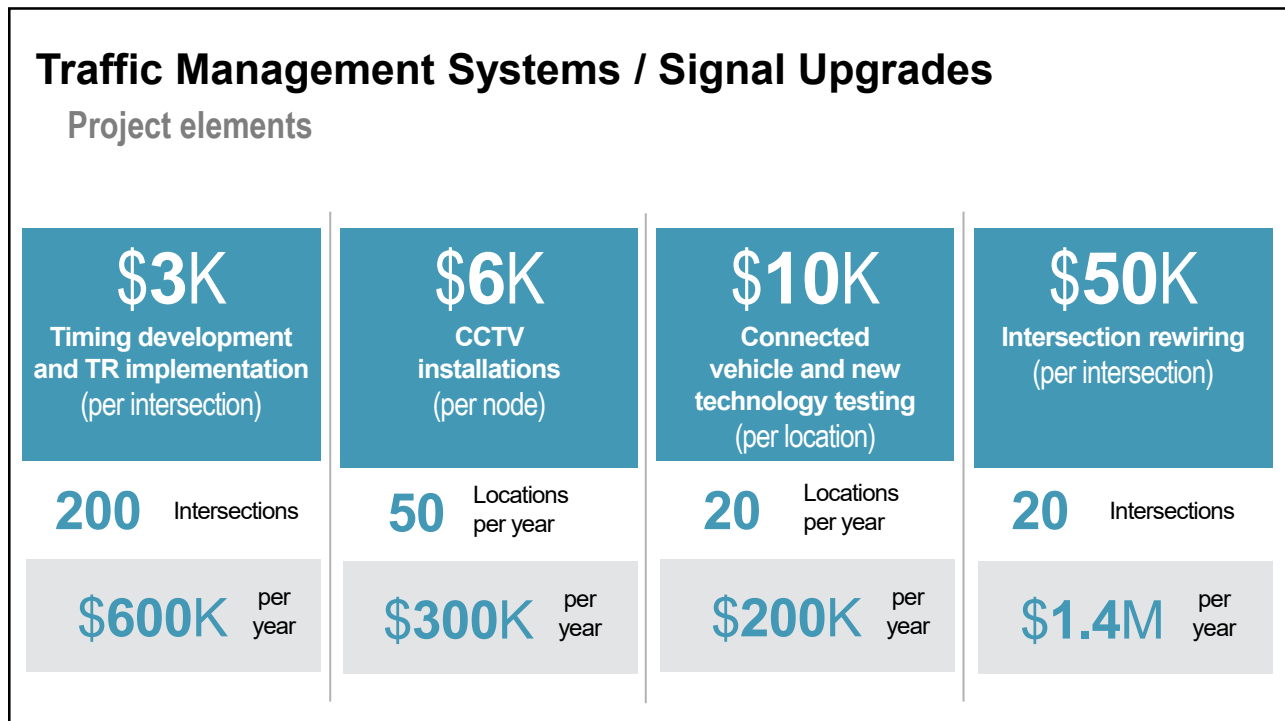 Traffic Management Systems / Signal Upgrades
Project elements
$3K
Timing development
and TR implementation
(per intersection)
200 Intersections
$600K per
year
$6K
CCTV
installations
(per node)
50 Locations
per year
$300K per
year
$10K
Connected
vehicle and new
technology testing
(per location)
20 Locations
per year
$200K per
year
$50K
Intersection rewiring
(per intersection)
20 Intersections
$1.4M per
year